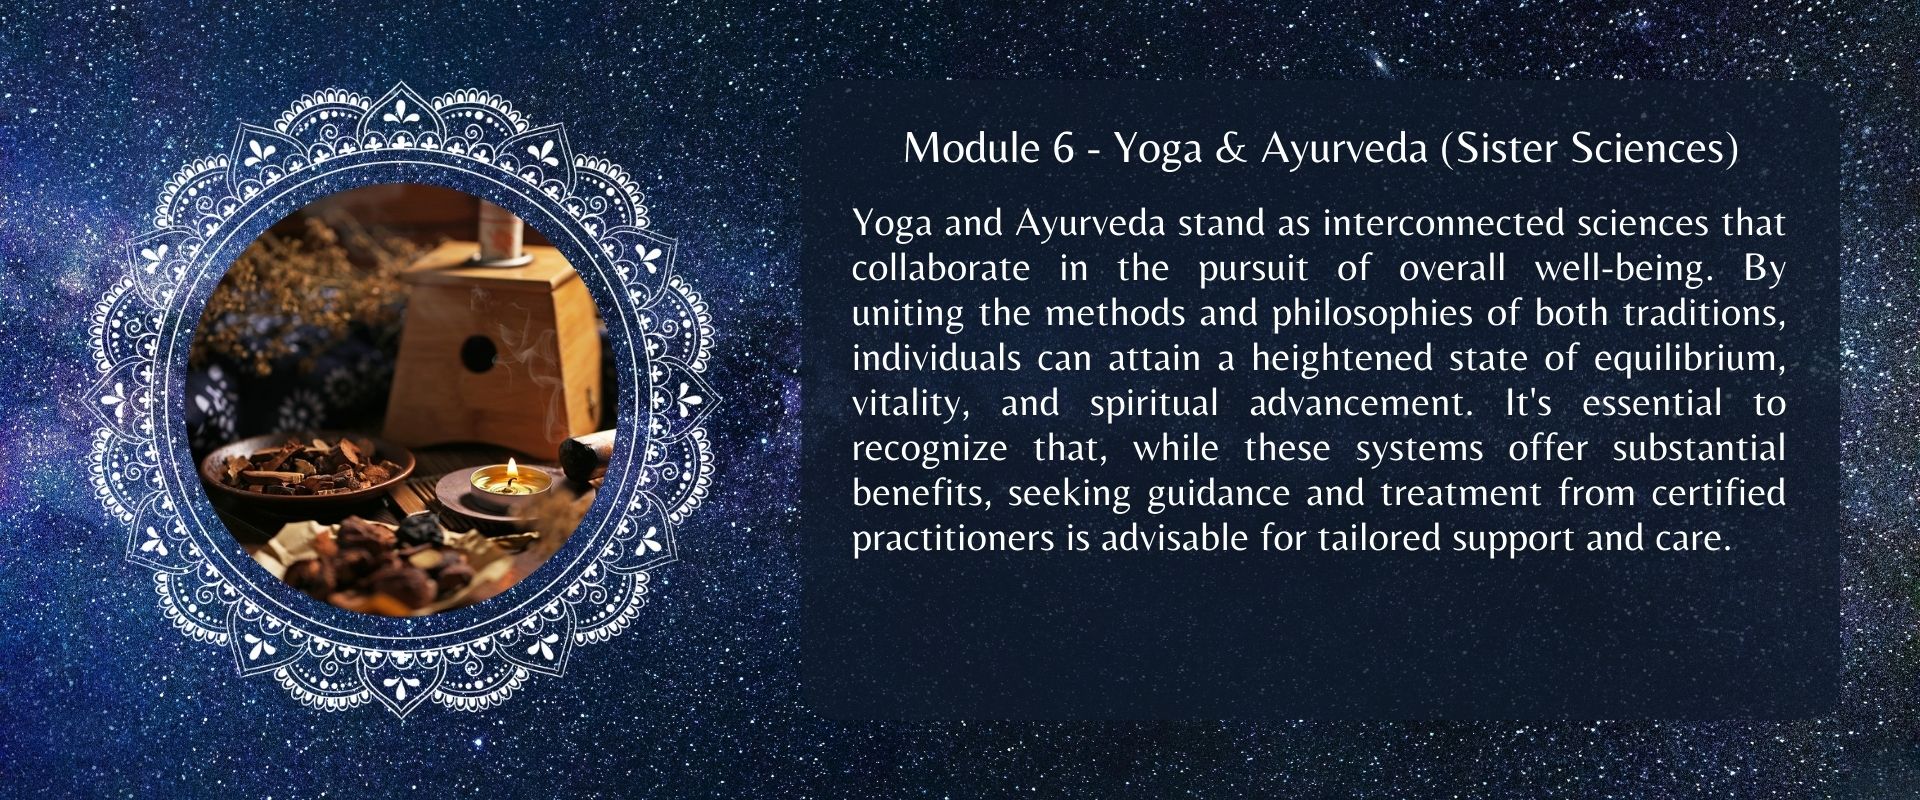 Module 6 - Yoga & Ayurveda (Sister Sciences)
Yoga and Ayurveda stand as interconnected sciences that
collaborate in the pursuit of overall well-being. By
uniting the methods and philosophies of both traditions,
individuals can attain a heightened state of equilibrium,
vitality, and spiritual advancement. It's essential to
recognize that, while these systems offer substantial
benefits, seeking guidance and treatment from certified
practitioners is advisable for tailored support and care.